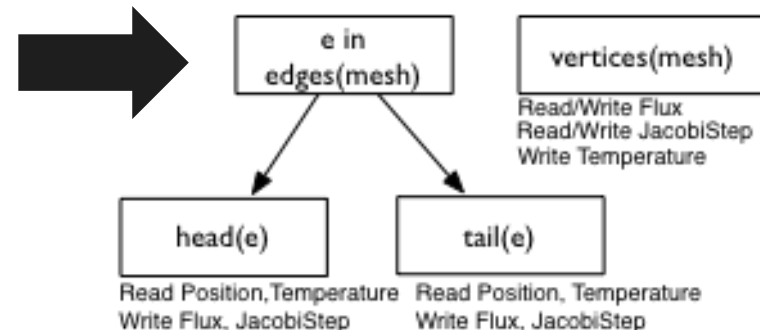 e in
edges(mesh)
vertices(mesh)
Read/Write Flux
Read/Write JacobiStep
Write Temperature
head(e)
tail(e)
Read Position,Temperature
Write Flux, JacobiStep
Read Position, Temperature
Write Flux, JacobiStep